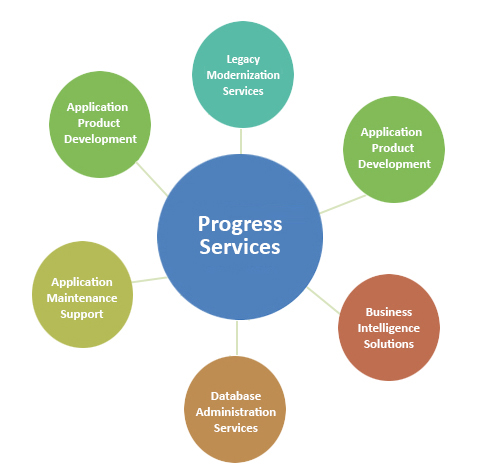 Legacy
Modernization
Services
Application
Product
Development
Application
Product
Development
Progress
Services
Application
Maintenance
Support
Business
Intelligence
Solutions
Database
Administration
Services